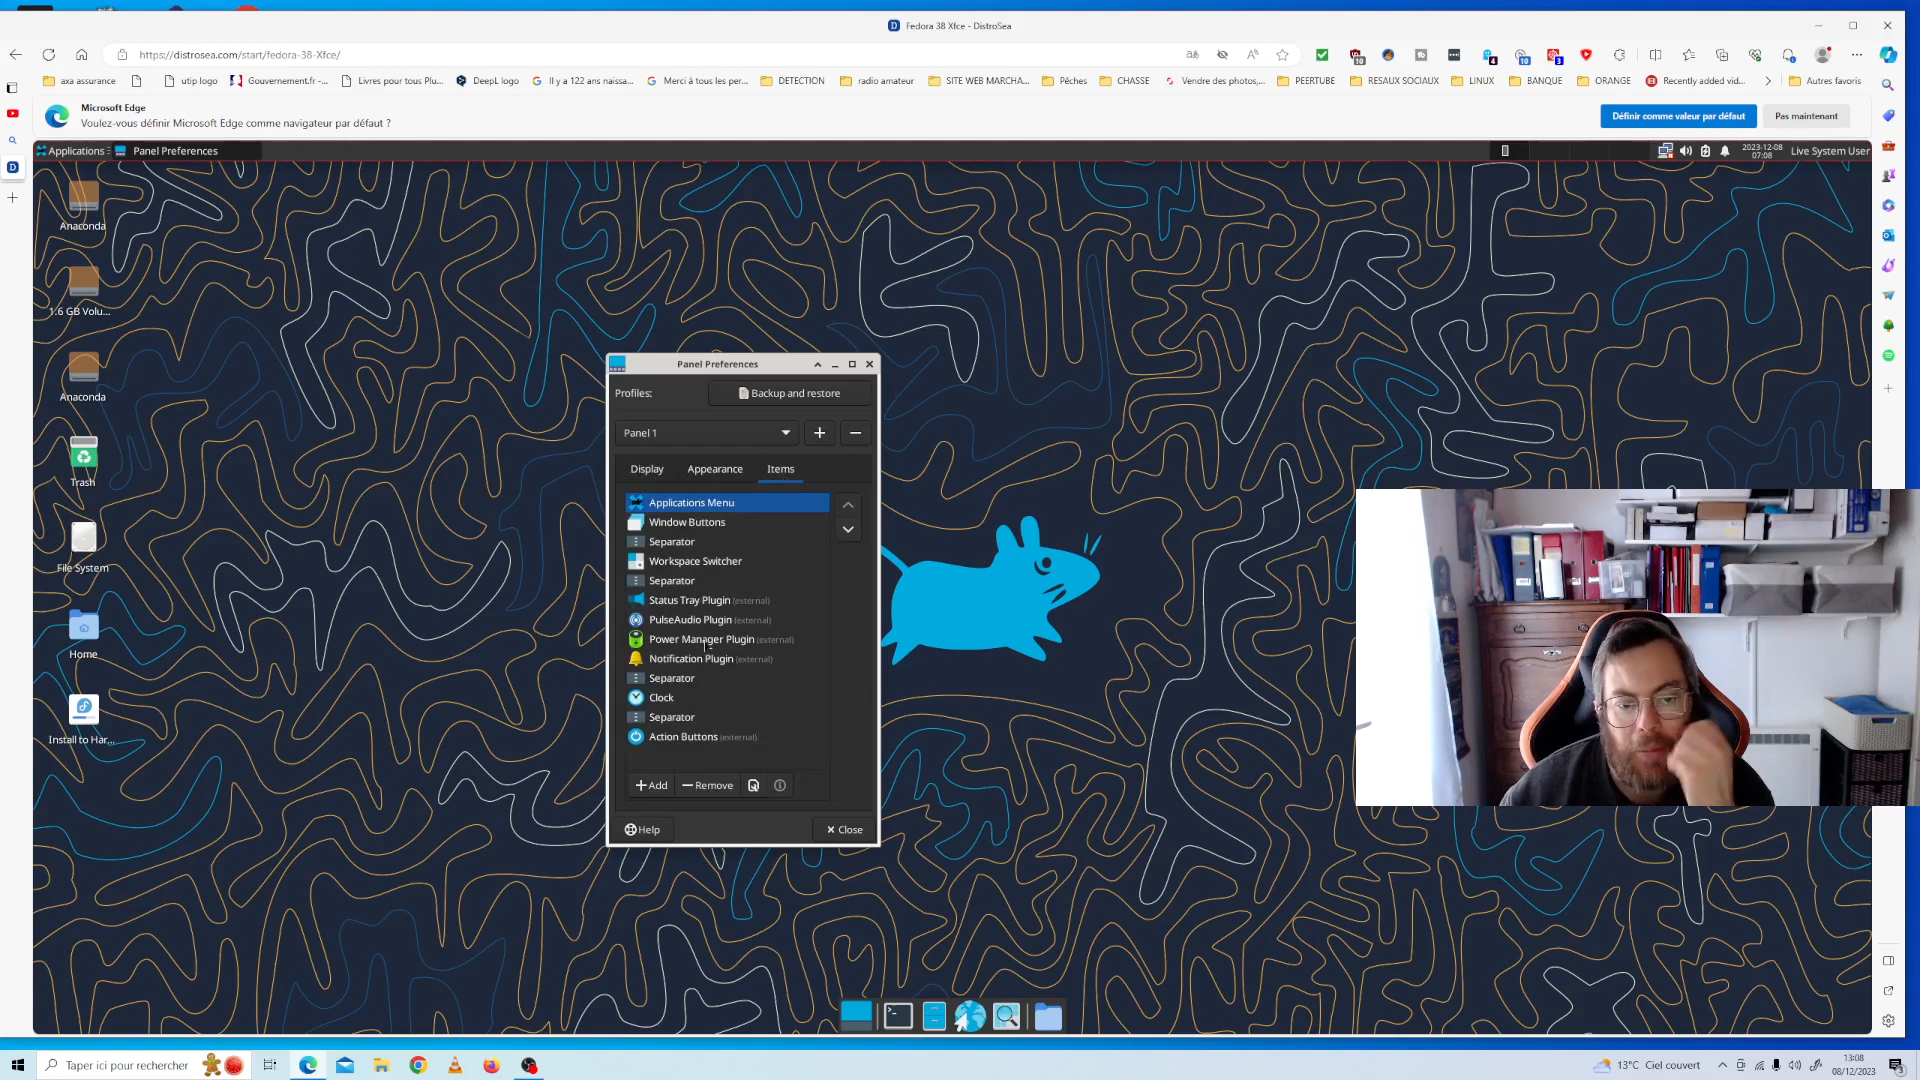 Fedora 38 Xfce - DistroSea
https://distrosea.com/start/fedora-38-Xfce/
axa assurance
utip logo
Gouvernement.fr -...
Livres pour tous Plu...
DeepL logo
Il y a 122 ans naissa...
Merci à tous les per...
DETECTION
radio amateur
SITE WEB MARCHA...
Pêches
CHASSE
Vendre des photos,...
PEERTUBE
RESAUX SOCIAUX
LINUX
BANQUE
ORANGE
Recently added vid...
Autres favoris
Microsoft Edge
Voulez-vous définir Microsoft Edge comme navigateur par défaut ?
Définir comme valeur par défaut
Pas maintenant
Applications
Panel Preferences
2023-12-08
07:08
Live System User
Anaconda
1.6 GB Volu...
Anaconda
Trash
File System
Home
Install to Har...
Panel Preferences
Profiles:
Backup and restore
Panel 1
Display
Appearance
Items
Applications Menu
Window Buttons
Separator
Workspace Switcher
Separator
Status Tray Plugin (external)
PulseAudio Plugin (external)
Power Manager Plugin (external)
Notification Plugin (external)
Separator
Clock
Separator
Action Buttons (external)
Add
Remove
Help
Close
Taper ici pour rechercher
13°C Ciel couvert
13:08
08/12/2023